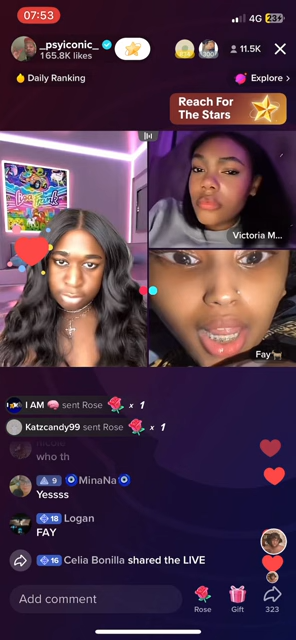 07:53
4G 23+
_psyiconic_
165.8K likes
11.5K
Daily Ranking
Explore >
Reach For
The Stars
Victoria M...
Fay
I AM 🧠 sent Rose x 1
Katzcandy99 sent Rose x 1
who th
9 🧿MinaNa🧿
Yessss
18 Logan
FAY
16 Celia Bonilla shared the LIVE
Add comment
Rose
Gift
323